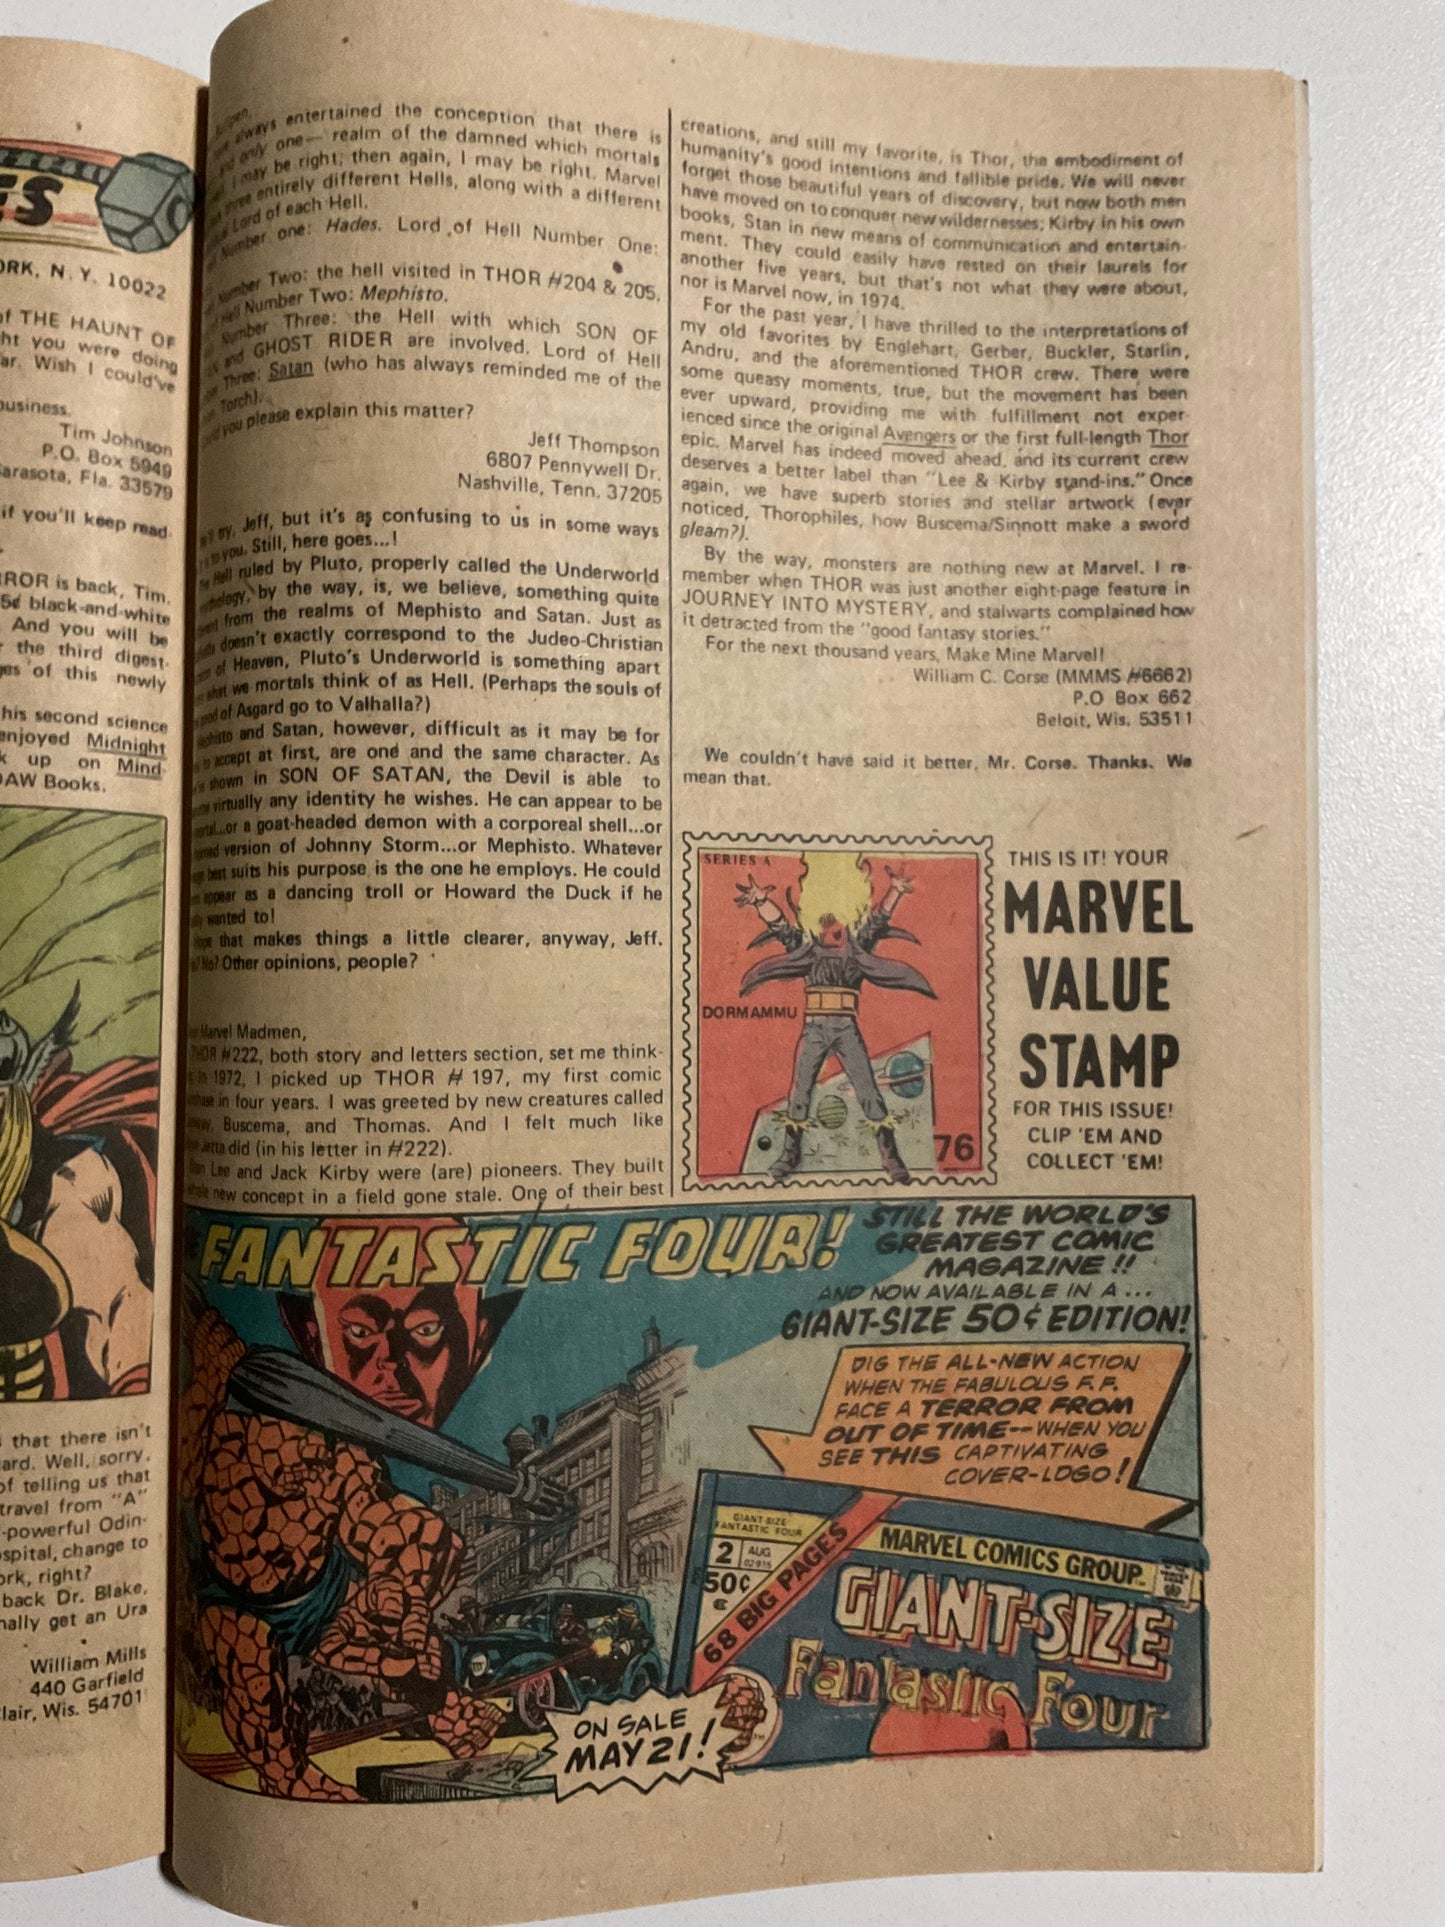 GS
ORK, N. Y. 10022
of THE HAUNT OF
ht you were doing
ar. Wish I could've
business.
Tim Johnson
P.O. Box 5949
Sarasota, Fla. 33579
if you'll keep read-
RROR is back, Tim.
5¢ black-and-white
And you will be
the third digest-
ges of this newly
his second science
enjoyed Midnight
k up on Mind-
DAW Books.
that there isn't
ard. Well, sorry.
of telling us that
travel from "A"
-powerful Odin-
ospital, change to
ork, right?
back Dr. Blake,
nally get an Ura
William Mills
440 Garfield
lair, Wis. 54701
Bullpen,
always entertained the conception that there is
and only one— realm of the damned which mortals
I may be right; then again, I may be right. Marvel
three entirely different Hells, along with a different
Lord of each Hell.
Number one: Hades. Lord of Hell Number One:
Number Two: the hell visited in THOR #204 & 205.
Hell Number Two: Mephisto.
Number Three: the Hell with which SON OF
and GHOST RIDER are involved. Lord of Hell
Three: Satan (who has always reminded me of the
Torch).
you please explain this matter?
Jeff Thompson
6807 Pennywell Dr.
Nashville, Tenn. 37205
try, Jeff, but it's as confusing to us in some ways
to you. Still, here goes...!
Hell ruled by Pluto, properly called the Underworld
mythology, by the way, is, we believe, something quite
from the realms of Mephisto and Satan. Just as
doesn't exactly correspond to the Judeo-Christian
of Heaven, Pluto's Underworld is something apart
what we mortals think of as Hell. (Perhaps the souls of
good of Asgard go to Valhalla?)
Mephisto and Satan, however, difficult as it may be for
to accept at first, are one and the same character. As
shown in SON OF SATAN, the Devil is able to
virtually any identity he wishes. He can appear to be
mortal...or a goat-headed demon with a corporeal shell...or
version of Johnny Storm...or Mephisto. Whatever
best suits his purpose is the one he employs. He could
appear as a dancing troll or Howard the Duck if he
wanted to!
Hope that makes things a little clearer, anyway, Jeff.
No? Other opinions, people?
Marvel Madmen,
THOR #222, both story and letters section, set me think-
in 1972, I picked up THOR # 197, my first comic
purchase in four years. I was greeted by new creatures called
Buscema, and Thomas. And I felt much like
Jetta did (in his letter in #222).
Stan Lee and Jack Kirby were (are) pioneers. They built
whole new concept in a field gone stale. One of their best
creations, and still my favorite, is Thor, the embodiment of
humanity's good intentions and fallible pride. We will never
forget those beautiful years of discovery, but now both men
have moved on to conquer new wildernesses; Kirby in his own
books, Stan in new means of communication and entertain-
ment. They could easily have rested on their laurels for
another five years, but that's not what they were about,
nor is Marvel now, in 1974.
For the past year, I have thrilled to the interpretations of
my old favorites by Englehart, Gerber, Buckler, Starlin,
Andru, and the aforementioned THOR crew. There were
some queasy moments, true, but the movement has been
ever upward, providing me with fulfillment not exper-
ienced since the original Avengers or the first full-length Thor
epic. Marvel has indeed moved ahead, and its current crew
deserves a better label than "Lee & Kirby stand-ins." Once
again, we have superb stories and stellar artwork (ever
noticed, Thorophiles, how Buscema/Sinnott make a sword
gleam?).
By the way, monsters are nothing new at Marvel. I re-
member when THOR was just another eight-page feature in
JOURNEY INTO MYSTERY, and stalwarts complained how
it detracted from the "good fantasy stories."
For the next thousand years, Make Mine Marvel!
William C. Corse (MMMS #6662)
P.O Box 662
Beloit, Wis. 53511
We couldn't have said it better, Mr. Corse. Thanks. We
mean that.
SERIES A
DORMAMMU
76
THIS IS IT! YOUR
MARVEL
VALUE
STAMP
FOR THIS ISSUE!
CLIP 'EM AND
COLLECT 'EM!
FANTASTIC FOUR!
STILL THE WORLD'S
GREATEST COMIC
MAGAZINE!!
AND NOW AVAILABLE IN A...
GIANT-SIZE 50¢ EDITION!
DIG THE ALL-NEW ACTION
WHEN THE FABULOUS F.F.
FACE A TERROR FROM
OUT OF TIME--WHEN YOU
SEE THIS CAPTIVATING
COVER-LOGO!
GIANT-SIZE
FANTASTIC FOUR
2 AUG
02915
50¢
68 BIG PAGES
MARVEL COMICS GROUP
GIANT-SIZE
Fantastic Four
ON SALE
MAY 21!